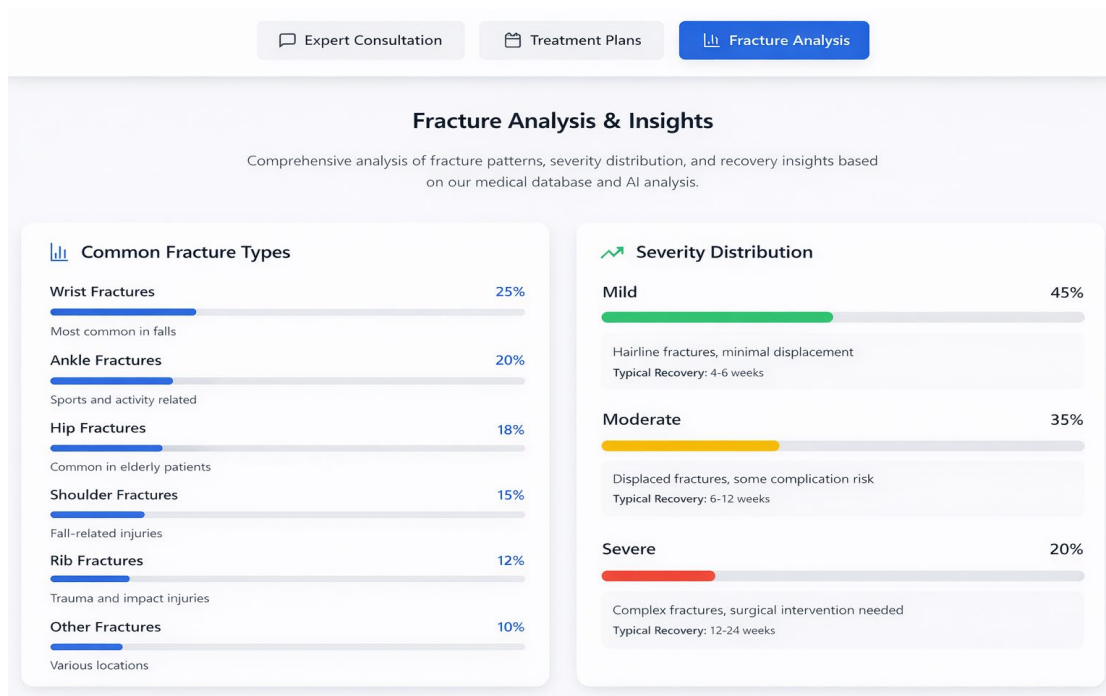 Expert Consultation
Treatment Plans
Fracture Analysis
Fracture Analysis & Insights
Comprehensive analysis of fracture patterns, severity distribution, and recovery insights based
on our medical database and AI analysis.
Common Fracture Types
Wrist Fractures 25%
Most common in falls
Ankle Fractures 20%
Sports and activity related
Hip Fractures 18%
Common in elderly patients
Shoulder Fractures 15%
Fall-related injuries
Rib Fractures 12%
Trauma and impact injuries
Other Fractures 10%
Various locations
Severity Distribution
Mild 45%
Hairline fractures, minimal displacement
Typical Recovery: 4-6 weeks
Moderate 35%
Displaced fractures, some complication risk
Typical Recovery: 6-12 weeks
Severe 20%
Complex fractures, surgical intervention needed
Typical Recovery: 12-24 weeks